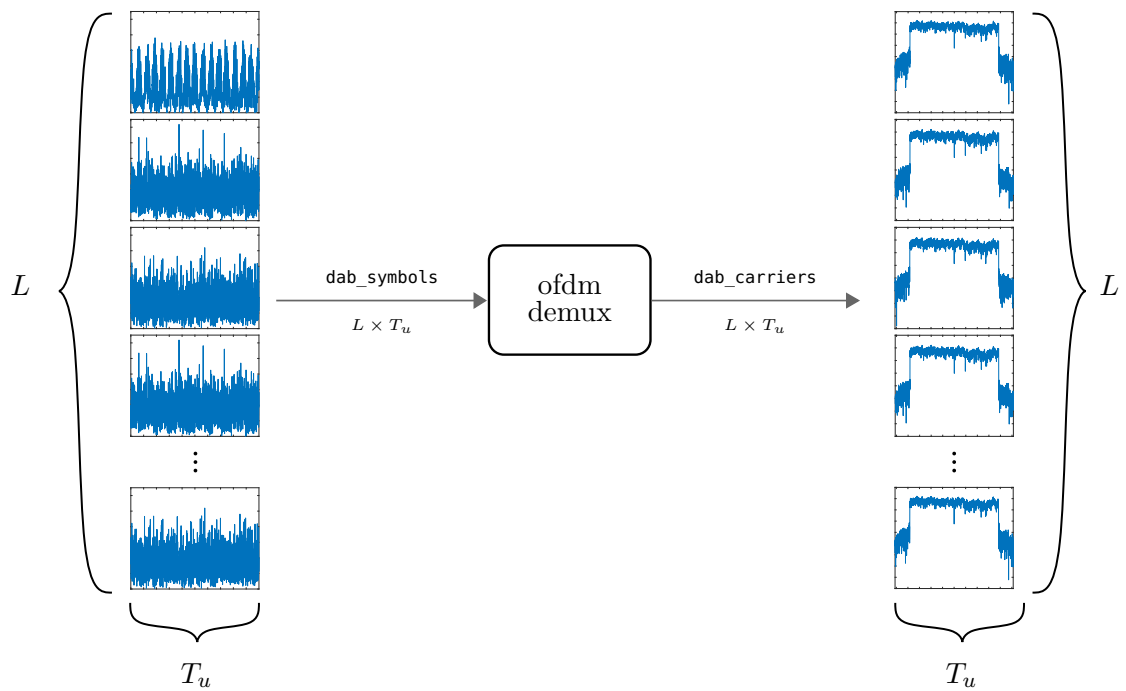 L
dab_symbols
L × T_u
ofdm
demux
dab_carriers
L × T_u
L
T_u
T_u